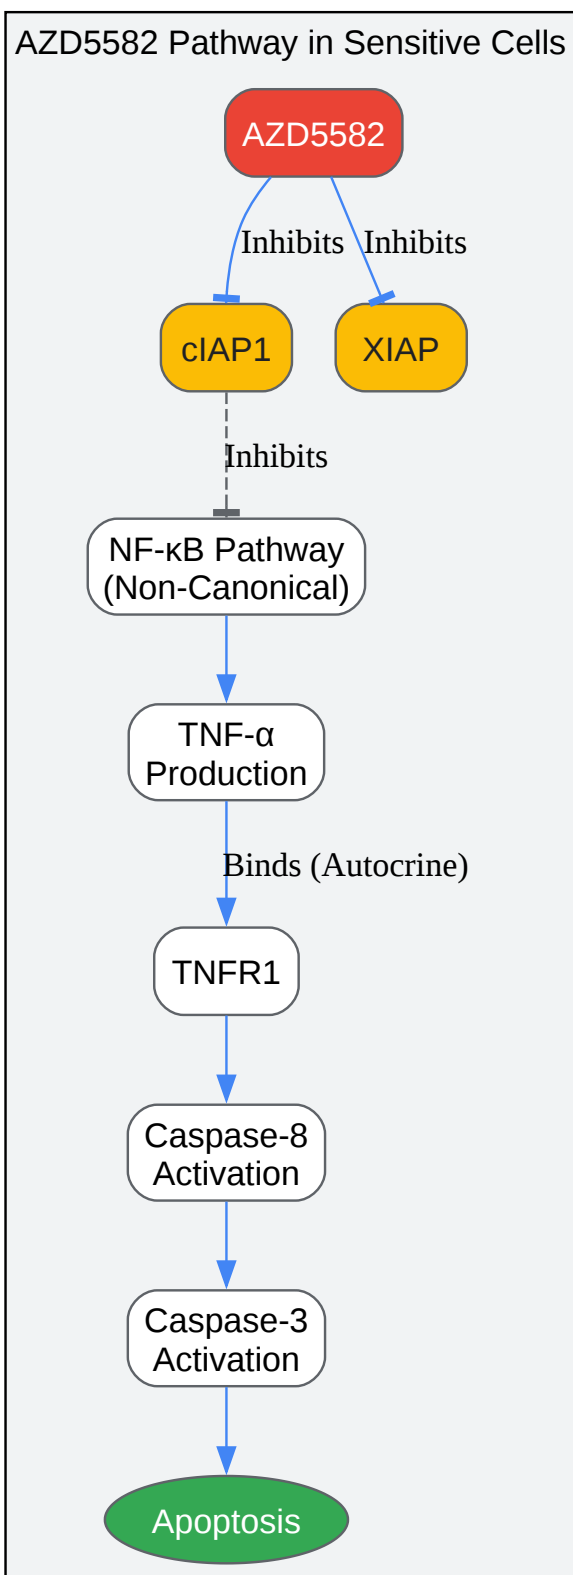 AZD5582 Pathway in Sensitive Cells
AZD5582
Inhibits
Inhibits
cIAP1
XIAP
Inhibits
NF-κB Pathway
(Non-Canonical)
TNF-α
Production
Binds (Autocrine)
TNFR1
Caspase-8
Activation
Caspase-3
Activation
Apoptosis